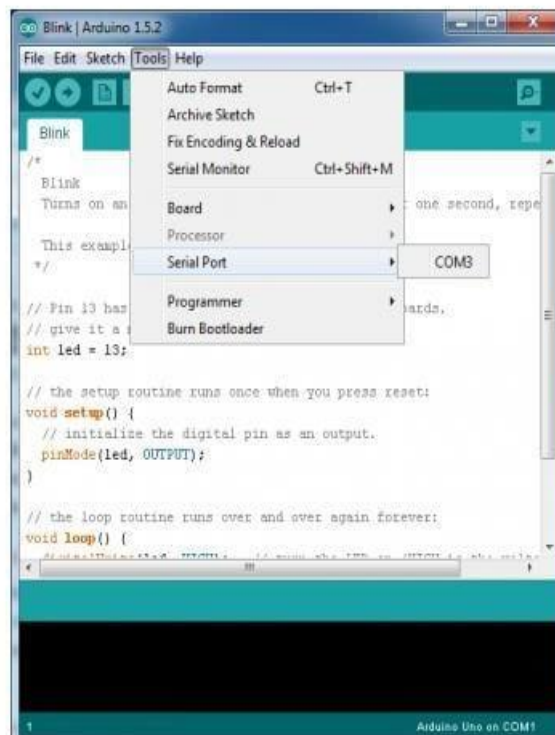 Blink | Arduino 1.5.2
File Edit Sketch Tools Help
Blink
Auto Format Ctrl+T
Archive Sketch
Fix Encoding & Reload
Serial Monitor Ctrl+Shift+M
Board
Processor
Serial Port
COM3
Programmer
Burn Bootloader
/*
Blink
Turns on an one second, repe
This exampl
*/
// Pin 13 has ards.
// give it a
int led = 13;
// the setup routine runs once when you press reset:
void setup() {
// initialize the digital pin as an output.
pinMode(led, OUTPUT);
}
// the loop routine runs over and over again forever:
void loop() {
1
Arduino Uno on COM1